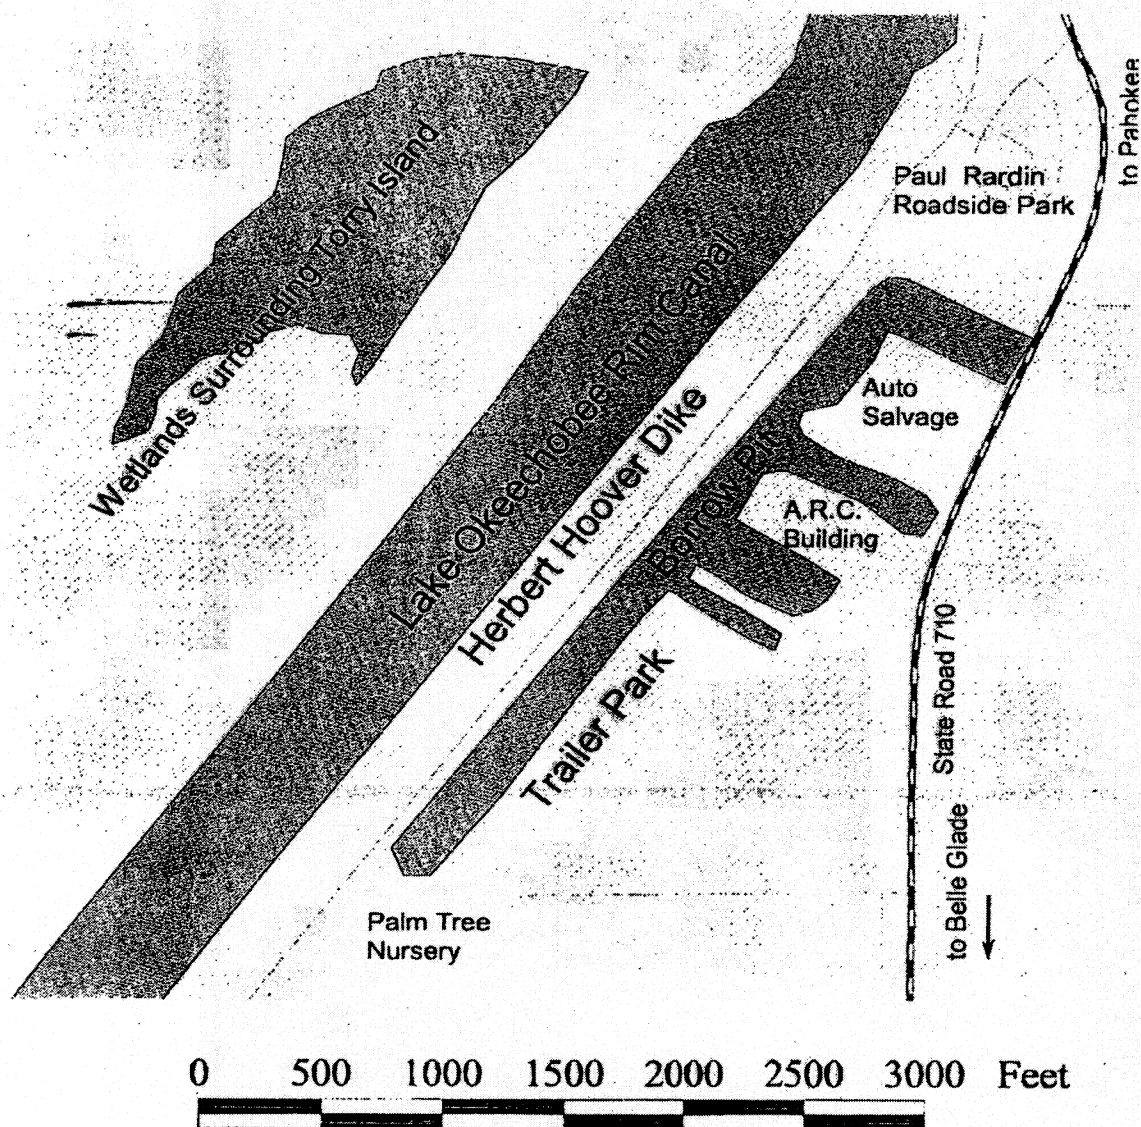 to Pahokee
Wetlands Surrounding Torry Island
Paul Rardin
Roadside Park
Lake Okeechobee Rim Canal
Herbert Hoover Dike
Borrow Pit
Auto
Salvage
A.R.C.
Building
Trailer Park
State Road 710
to Belle Glade
Palm Tree
Nursery
0 500 1000 1500 2000 2500 3000 Feet